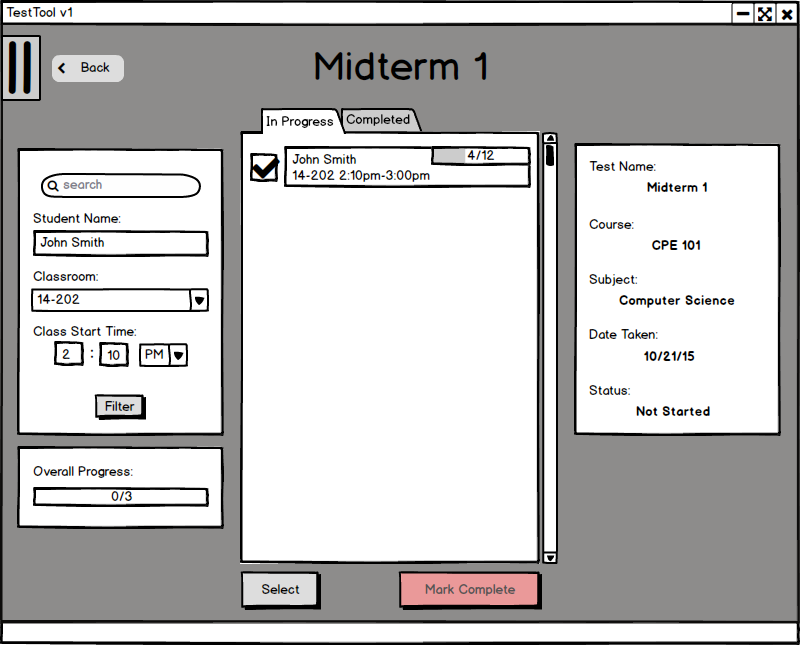 TestTool v1
Back
Midterm 1
In Progress
Completed
search
Student Name:
John Smith
Classroom:
14-202
Class Start Time:
2 : 10 PM
Filter
Overall Progress:
0/3
John Smith 4/12
14-202 2:10pm-3:00pm
Select
Mark Complete
Test Name:
Midterm 1
Course:
CPE 101
Subject:
Computer Science
Date Taken:
10/21/15
Status:
Not Started